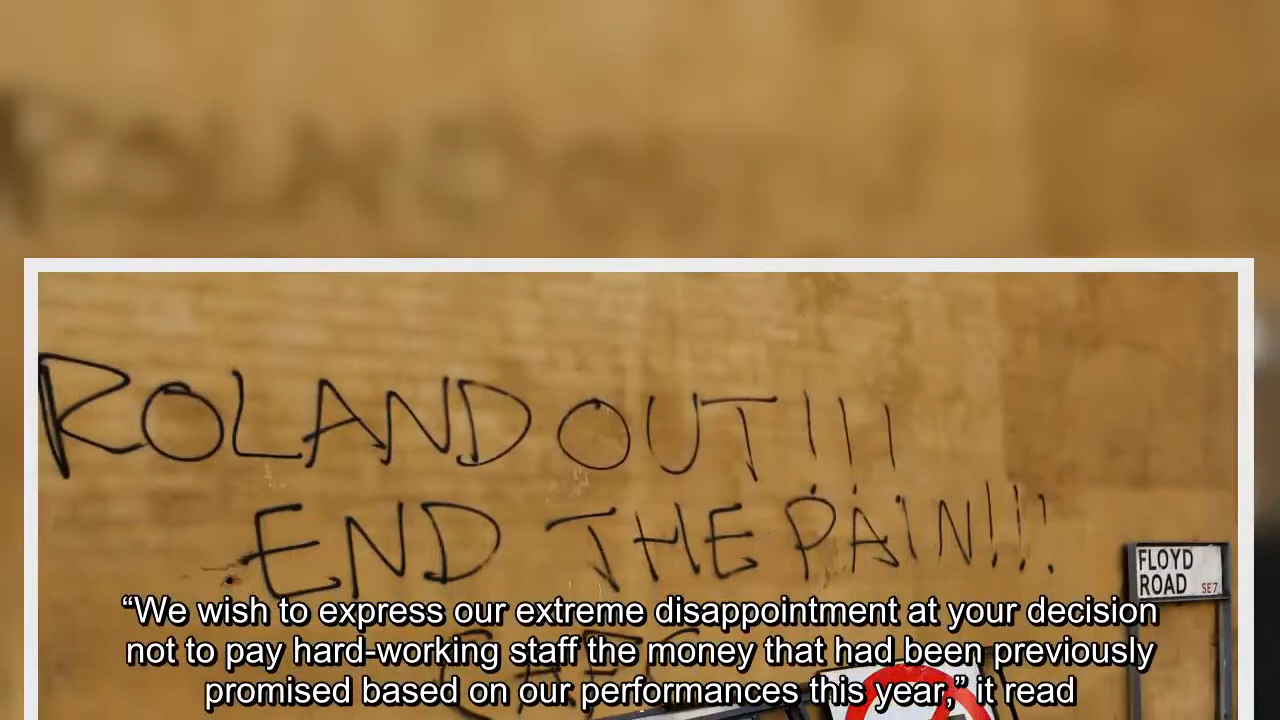 ROLAND OUT!!!
END THE PAIN!!!
FLOYD
ROAD SE7
“We wish to express our extreme disappointment at your decision
not to pay hard-working staff the money that had been previously
promised based on our performances this year,” it read